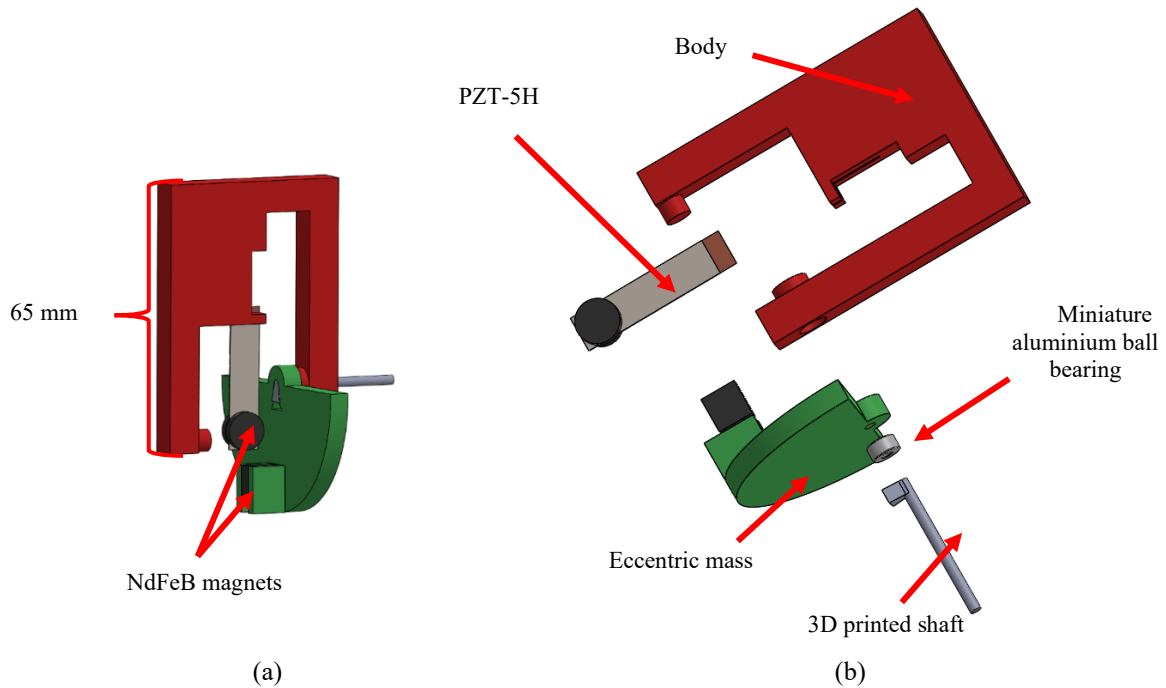 Body
PZT-5H
65 mm
Miniature
aluminium ball
bearing
Eccentric mass
NdFeB magnets
3D printed shaft
(a)
(b)